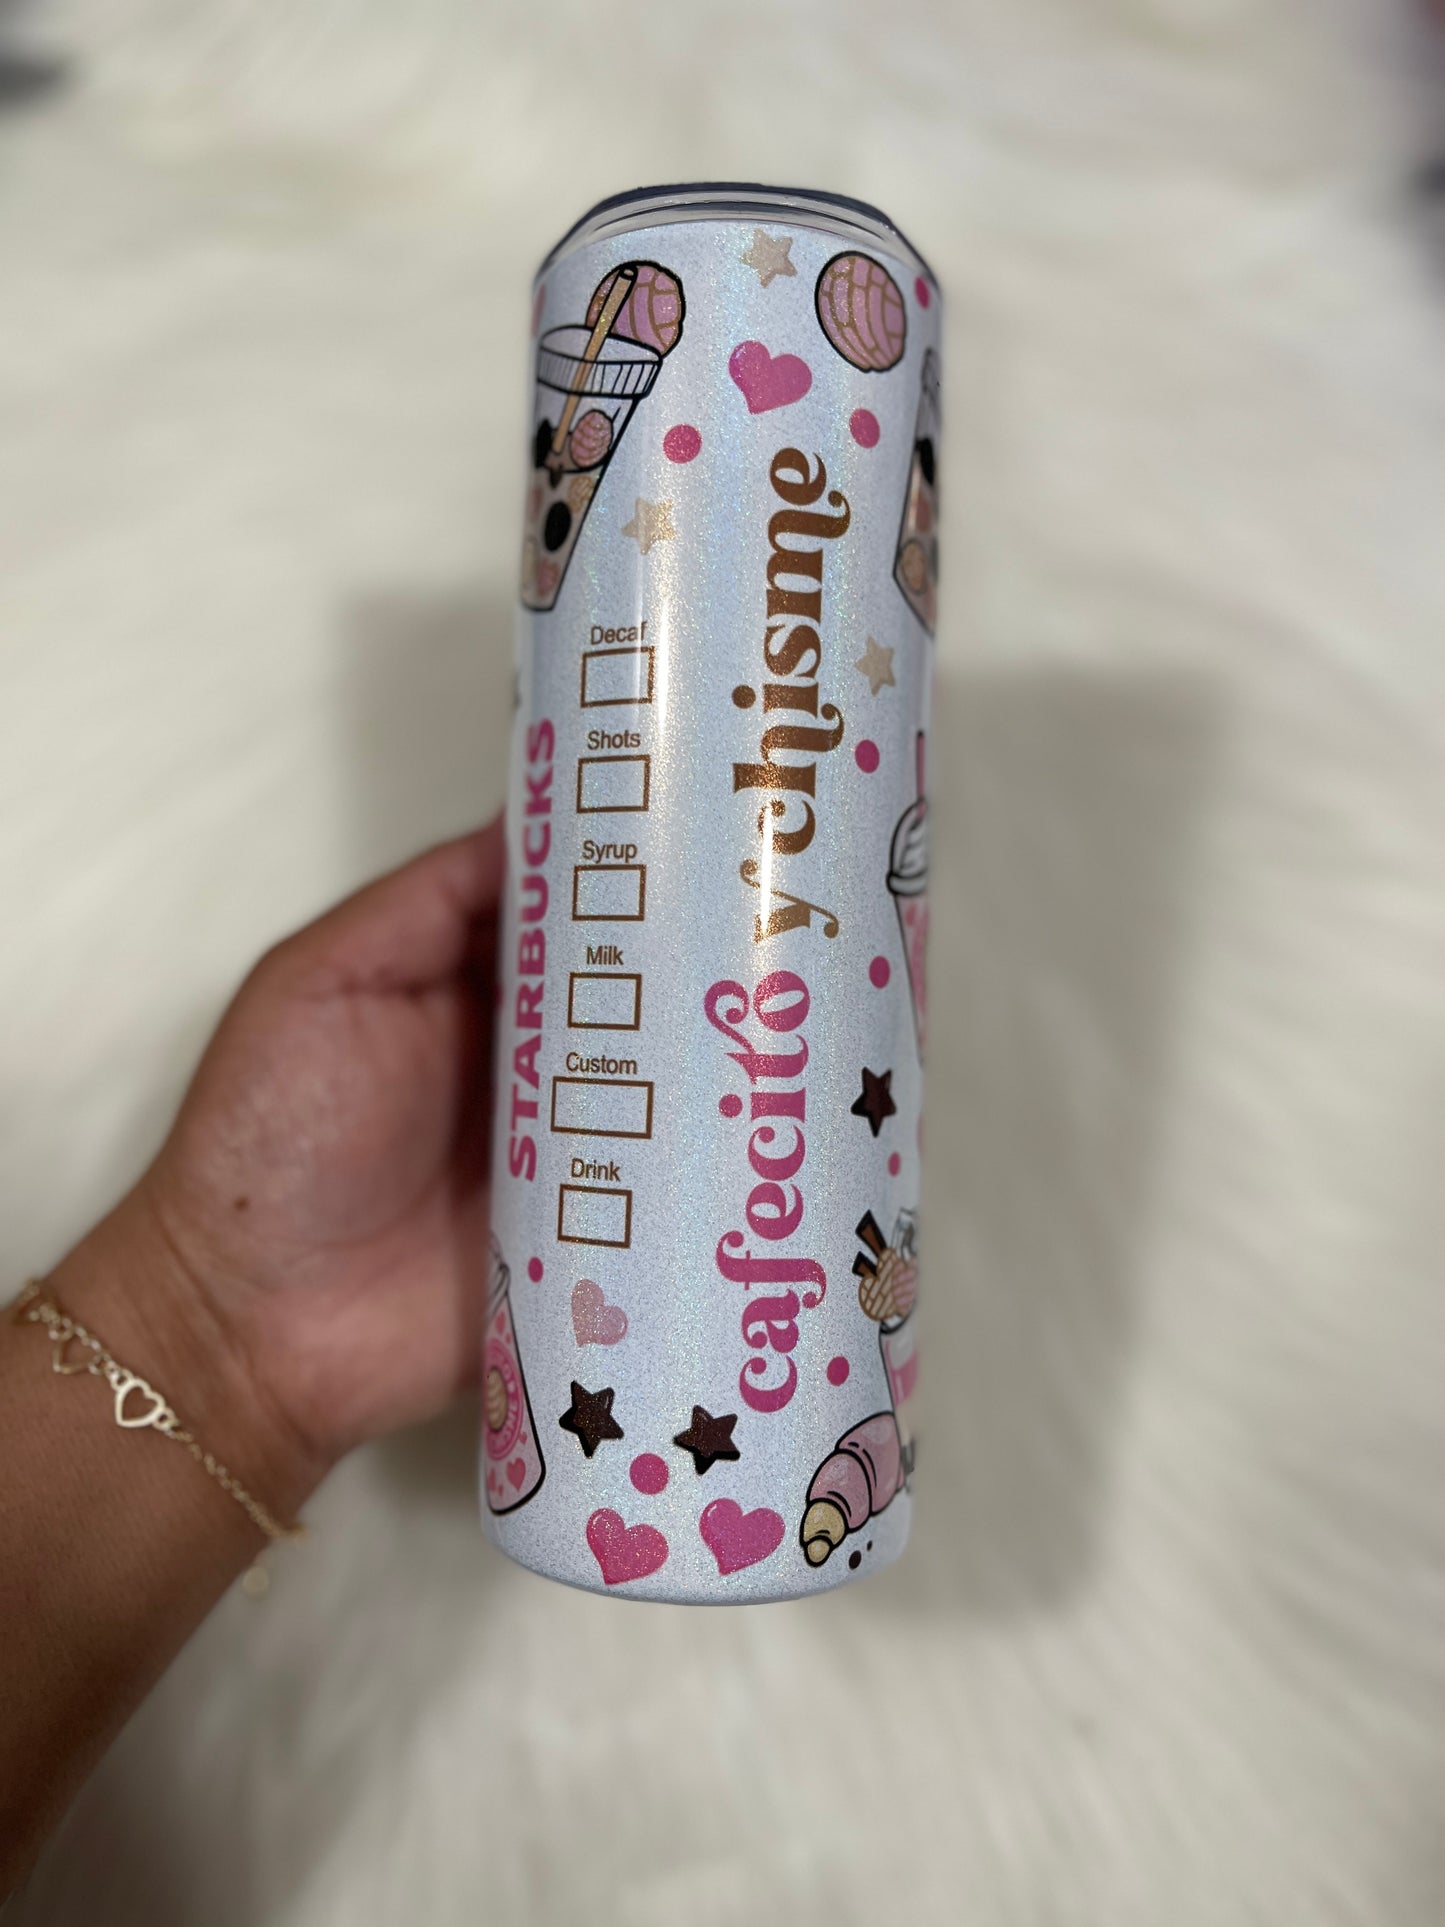 STARBUCKS
Decaf
Shots
Syrup
Milk
Custom
Drink
cafecito y chisme